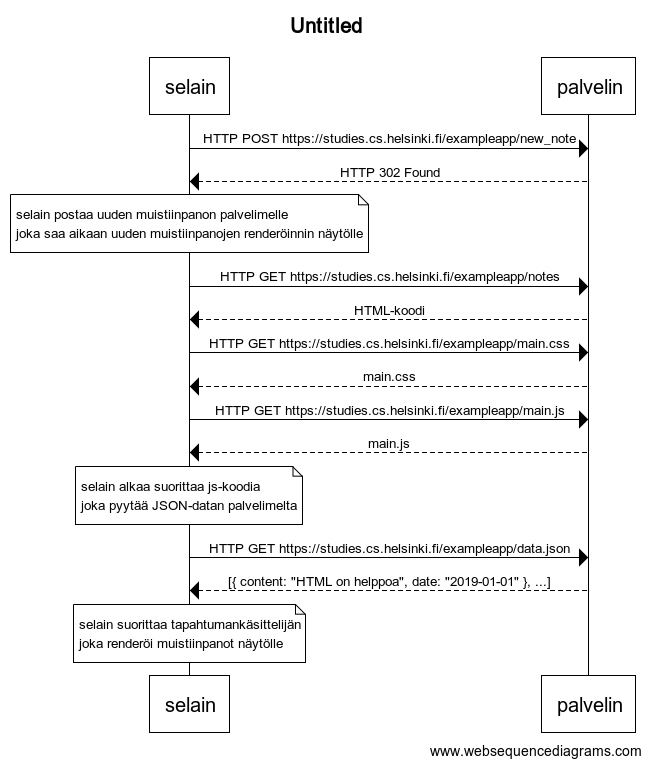 Untitled
selain
palvelin
HTTP POST https://studies.cs.helsinki.fi/exampleapp/new_note
HTTP 302 Found
selain postaa uuden muistiinpanon palvelimelle
joka saa aikaan uuden muistiinpanojen renderöinnin näytölle
HTTP GET https://studies.cs.helsinki.fi/exampleapp/notes
HTML-koodi
HTTP GET https://studies.cs.helsinki.fi/exampleapp/main.css
main.css
HTTP GET https://studies.cs.helsinki.fi/exampleapp/main.js
main.js
selain alkaa suorittaa js-koodia
joka pyytää JSON-datan palvelimelta
HTTP GET https://studies.cs.helsinki.fi/exampleapp/data.json
[{ content: "HTML on helppoa", date: "2019-01-01" }, ...]
selain suorittaa tapahtumankäsittelijän
joka renderöi muistiinpanot näytölle
selain
palvelin
www.websequencediagrams.com